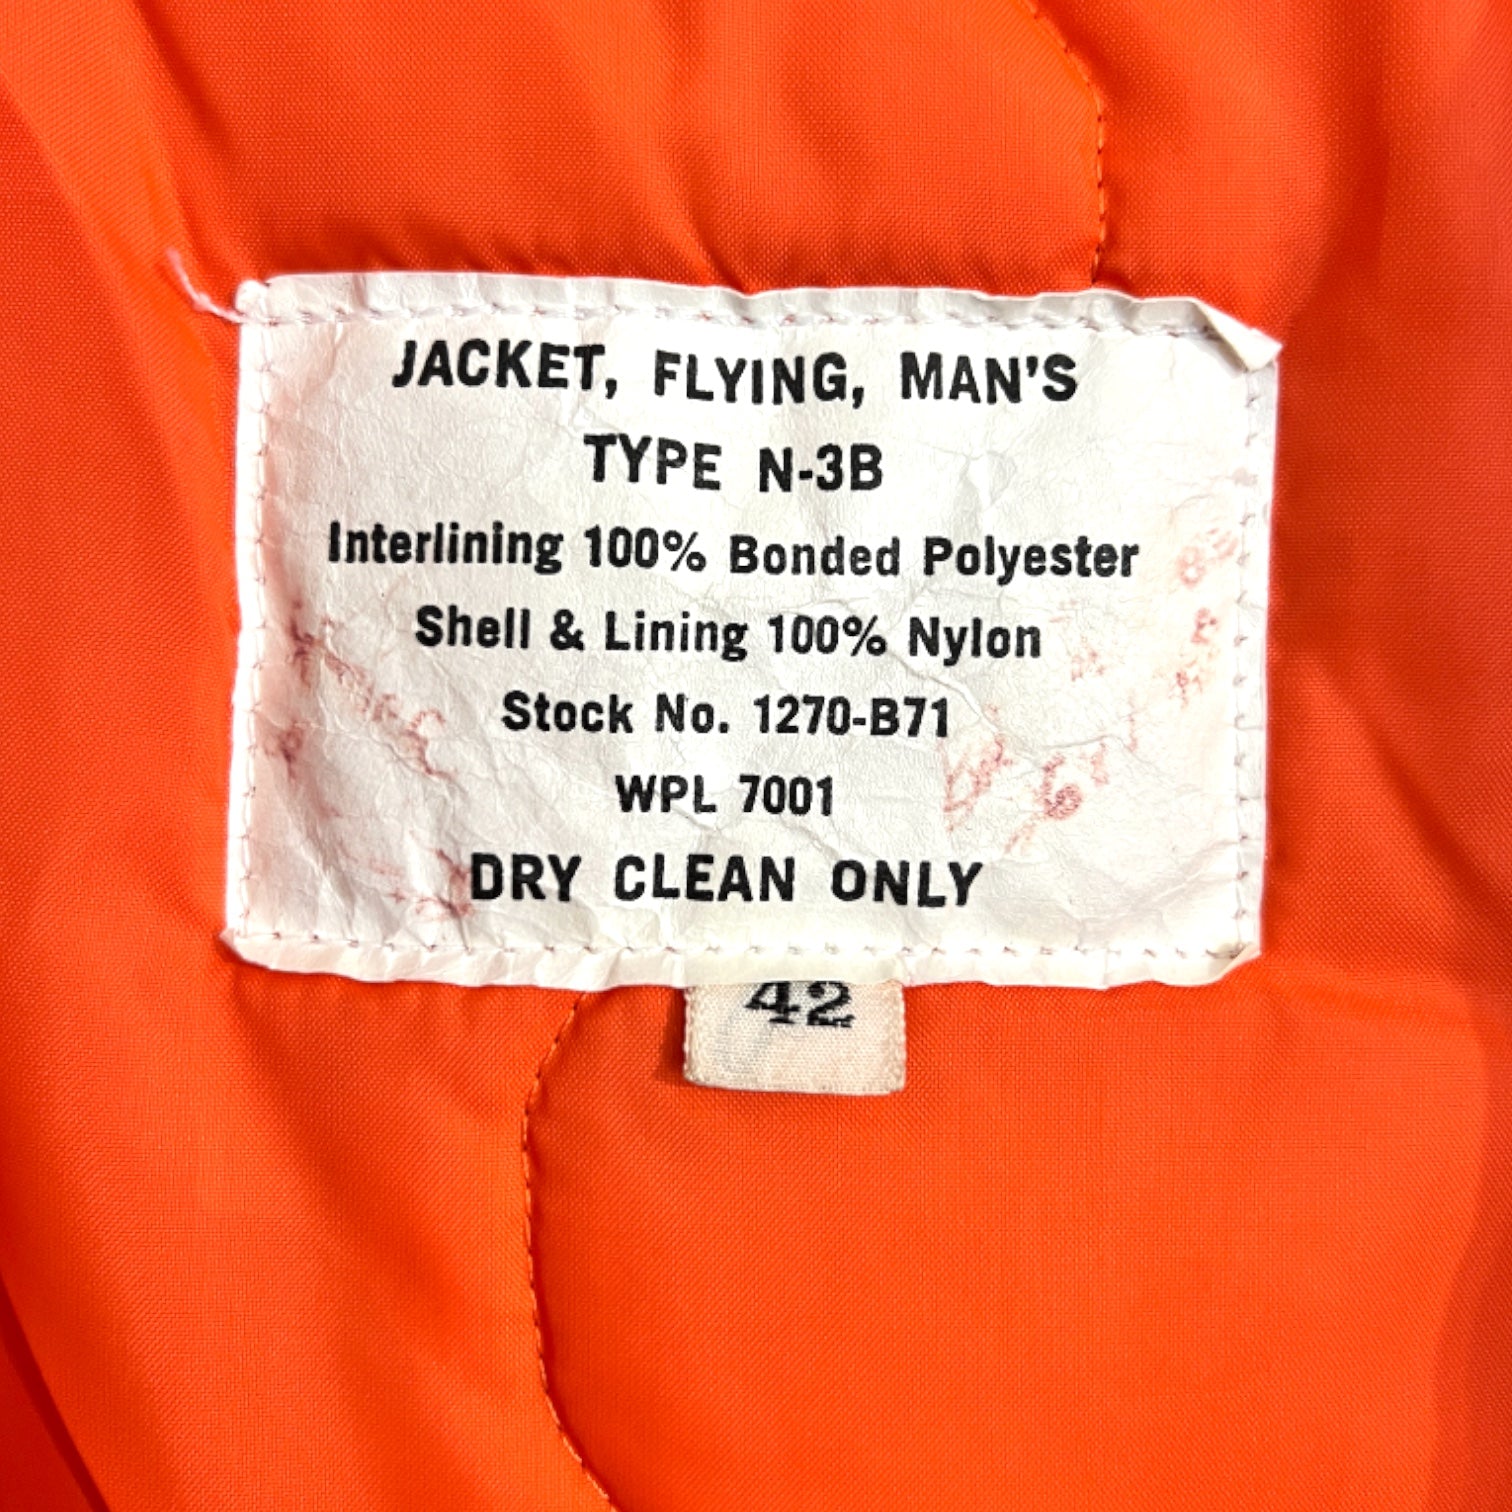 JACKET, FLYING, MAN'S
TYPE N-3B
Interlining 100% Bonded Polyester
Shell & Lining 100% Nylon
Stock No. 1270-B71
WPL 7001
DRY CLEAN ONLY
42